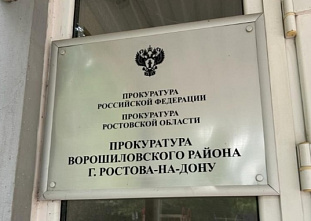 ПРОКУРАТУРА
РОССИЙСКОЙ ФЕДЕРАЦИИ
ПРОКУРАТУРА
РОСТОВСКОЙ ОБЛАСТИ
ПРОКУРАТУРА
ВОРОШИЛОВСКОГО РАЙОНА
Г. РОСТОВА-НА-ДОНУ